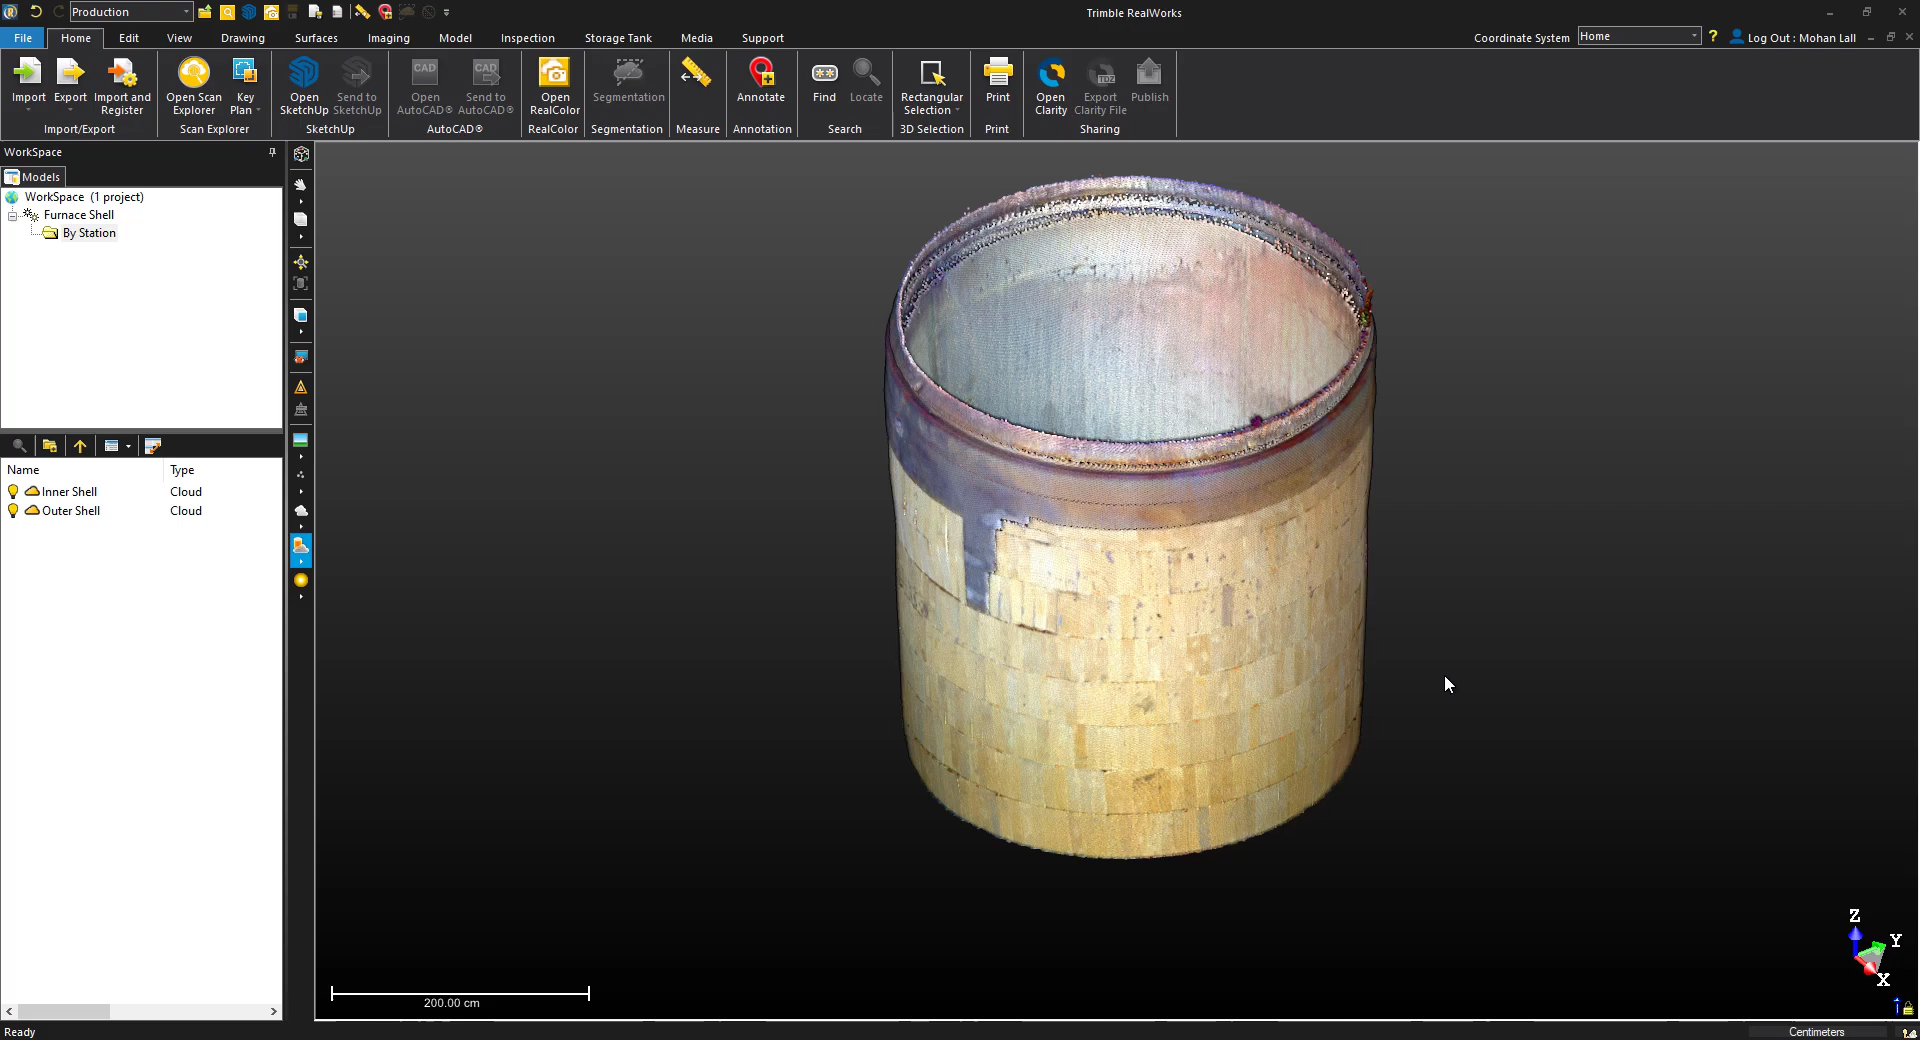 Production
Trimble RealWorks
File Home Edit View Drawing Surfaces Imaging Model Inspection Storage Tank Media Support
Coordinate System Home ? Log Out : Mohan Lall
Import
Export
Import and Register
Import/Export
Open Scan Explorer
Key Plan
Scan Explorer
Open SketchUp
Send to SketchUp
SketchUp
CAD
Open AutoCAD®
CAD
Send to AutoCAD®
AutoCAD®
Open RealColor
RealColor
Segmentation
Segmentation
Measure
Annotate
Annotation
Find
Locate
Search
Rectangular Selection
3D Selection
Print
Print
Open Clarity
TDZ
Export Clarity File
Publish
Sharing
WorkSpace
Models
WorkSpace (1 project)
Furnace Shell
By Station
Name Type
Inner Shell Cloud
Outer Shell Cloud
Z
Y
X
200.00 cm
Ready
Centimeters